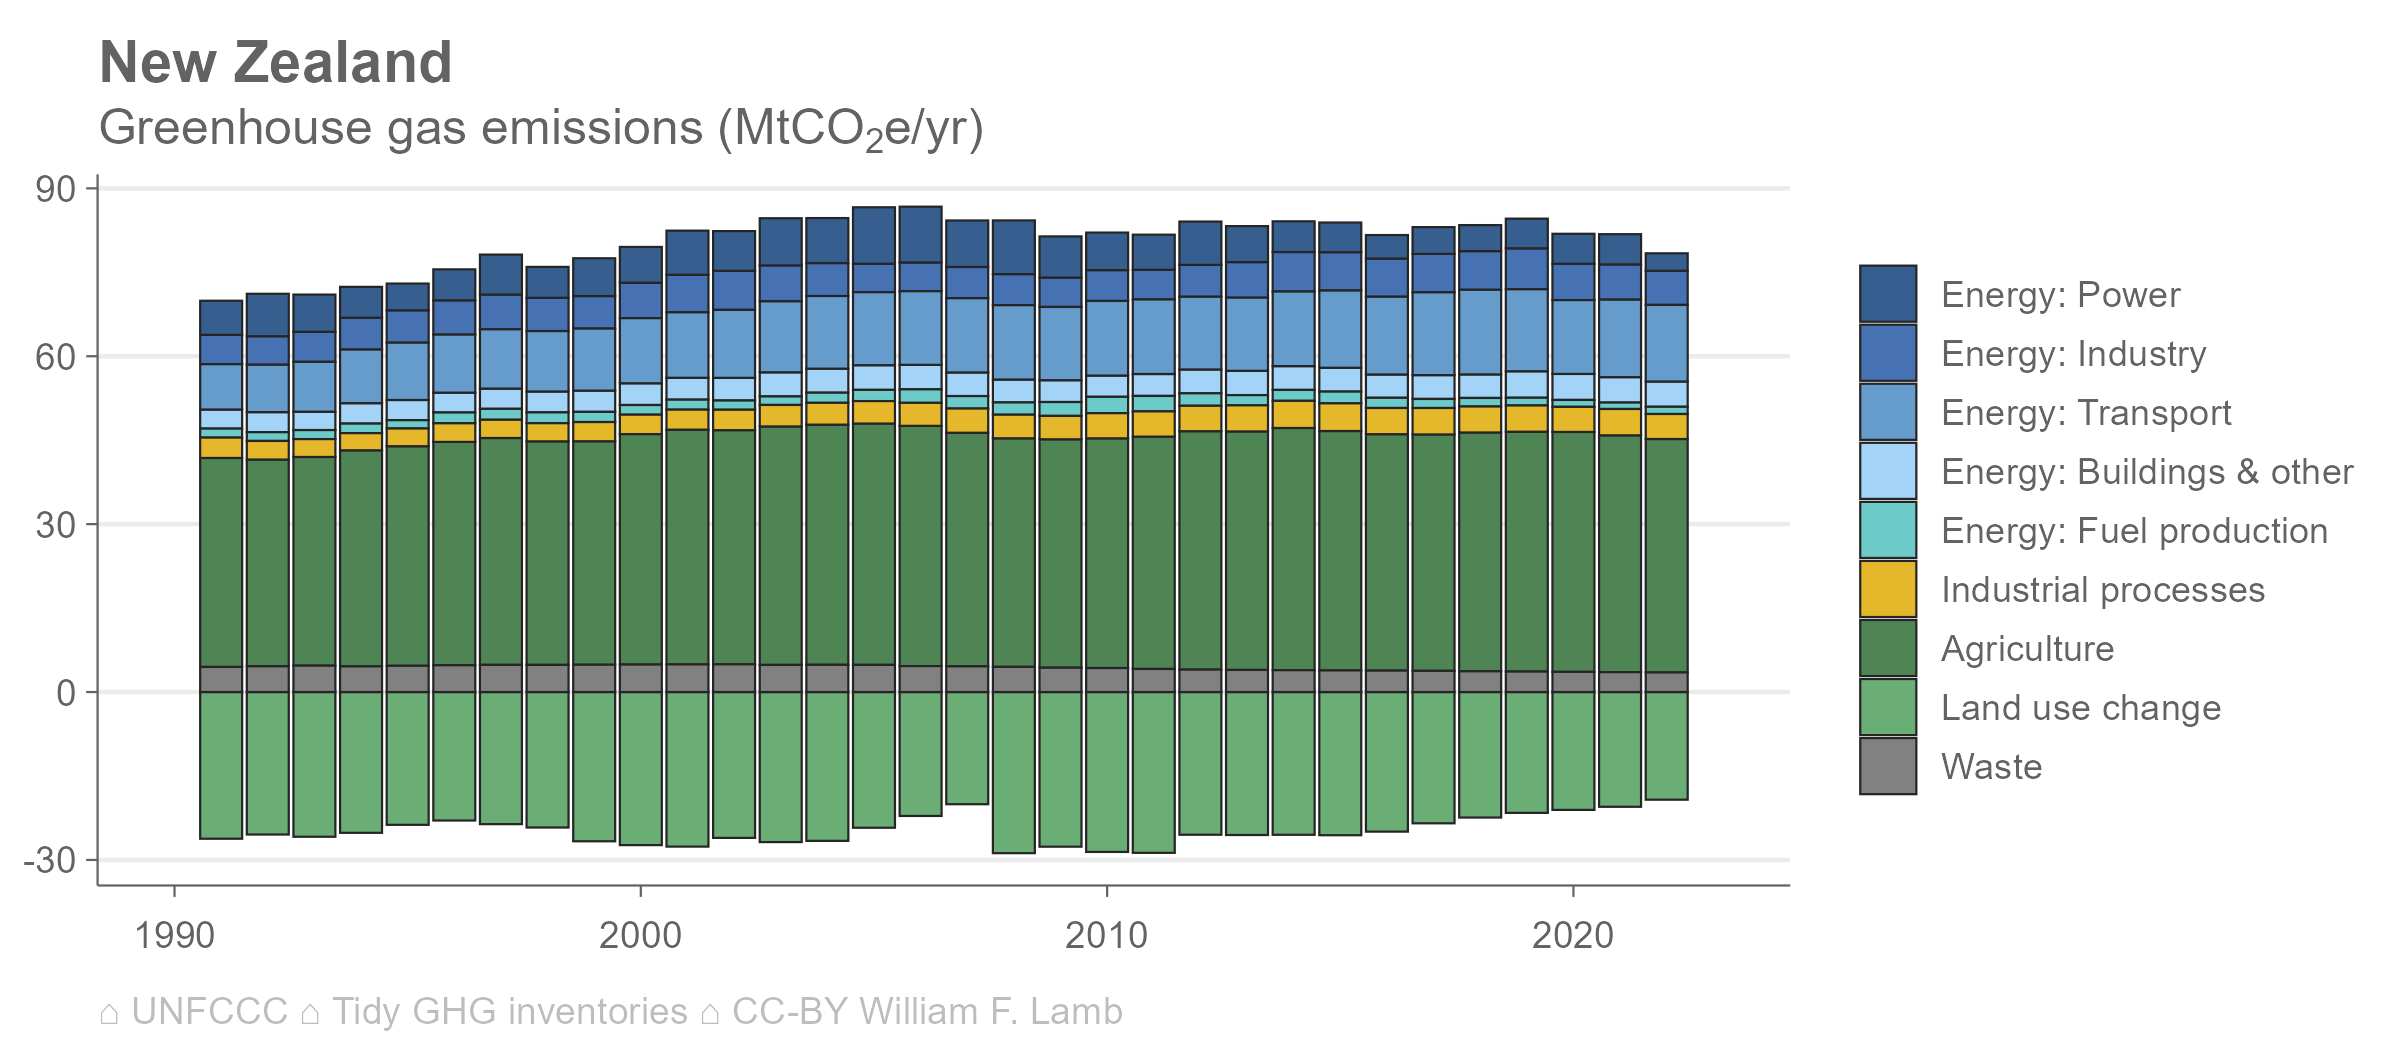 New Zealand
Greenhouse gas emissions (MtCO₂e/yr)
90
60
30
0
-30
1990 2000 2010 2020
Energy: Power
Energy: Industry
Energy: Transport
Energy: Buildings & other
Energy: Fuel production
Industrial processes
Agriculture
Land use change
Waste
⌂ UNFCCC ⌂ Tidy GHG inventories ⌂ CC-BY William F. Lamb